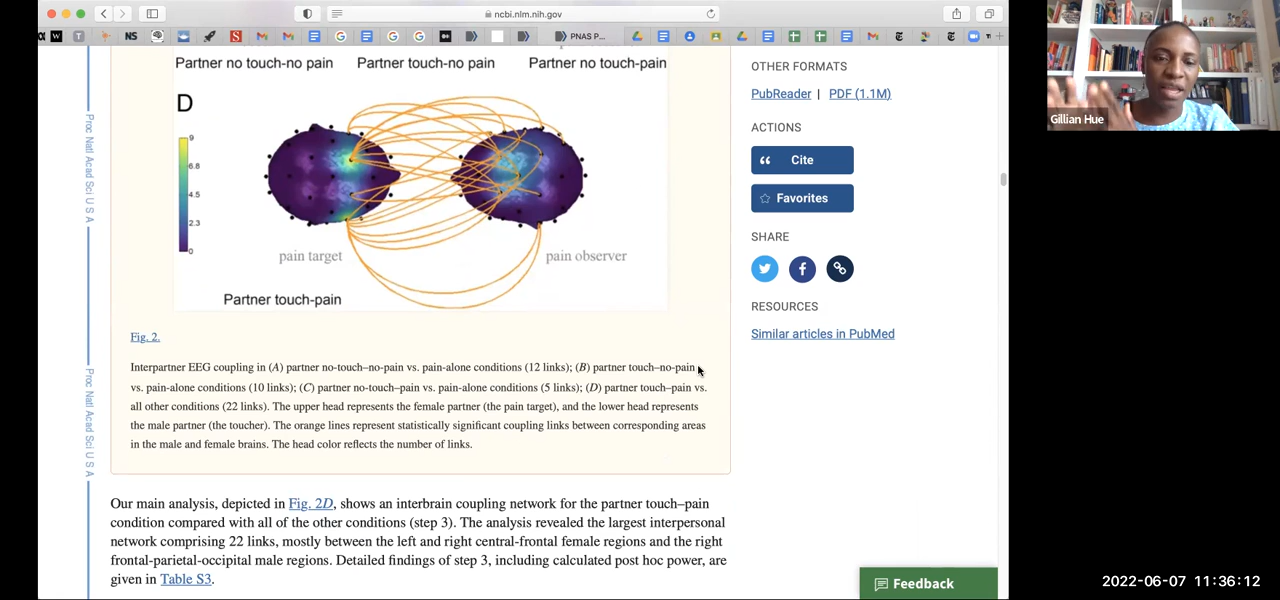 ncbi.nlm.nih.gov
W
T
NS
S
PNAS P...
Partner no touch-no pain
Partner touch-no pain
Partner no touch-pain
D
9
6.8
4.5
2.3
0
pain target
pain observer
Partner touch-pain
Fig. 2.
Interpartner EEG coupling in (A) partner no-touch–no-pain vs. pain-alone conditions (12 links); (B) partner touch–no-pain
vs. pain-alone conditions (10 links); (C) partner no-touch–pain vs. pain-alone conditions (5 links); (D) partner touch–pain vs.
all other conditions (22 links). The upper head represents the female partner (the pain target), and the lower head represents
the male partner (the toucher). The orange lines represent statistically significant coupling links between corresponding areas
in the male and female brains. The head color reflects the number of links.
Our main analysis, depicted in Fig. 2D, shows an interbrain coupling network for the partner touch–pain
condition compared with all of the other conditions (step 3). The analysis revealed the largest interpersonal
network comprising 22 links, mostly between the left and right central-frontal female regions and the right
frontal-parietal-occipital male regions. Detailed findings of step 3, including calculated post hoc power, are
given in Table S3.
Proc Natl Acad Sci U S A
Proc Natl Acad Sci U S A
OTHER FORMATS
PubReader | PDF (1.1M)
ACTIONS
Cite
Favorites
SHARE
RESOURCES
Similar articles in PubMed
Feedback
Gillian Hue
2022-06-07 11:36:12